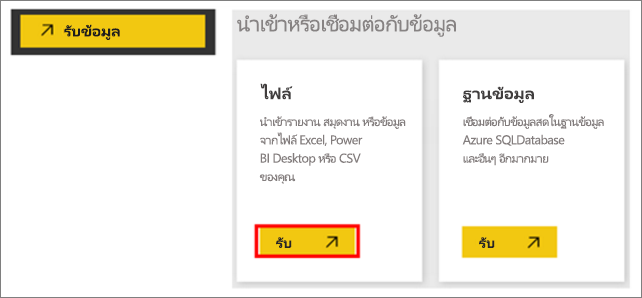 รับข้อมูล
นำเข้าหรือเชื่อมต่อกับข้อมูล
ไฟล์
นำเข้ารายงาน สมุดงาน หรือข้อมูล
จากไฟล์ Excel, Power
BI Desktop หรือ CSV
ของคุณ
รับ
ฐานข้อมูล
เชื่อมต่อกับข้อมูลสดในฐานข้อมูล
Azure SQLDatabase
และอื่นๆ อีกมากมาย
รับ